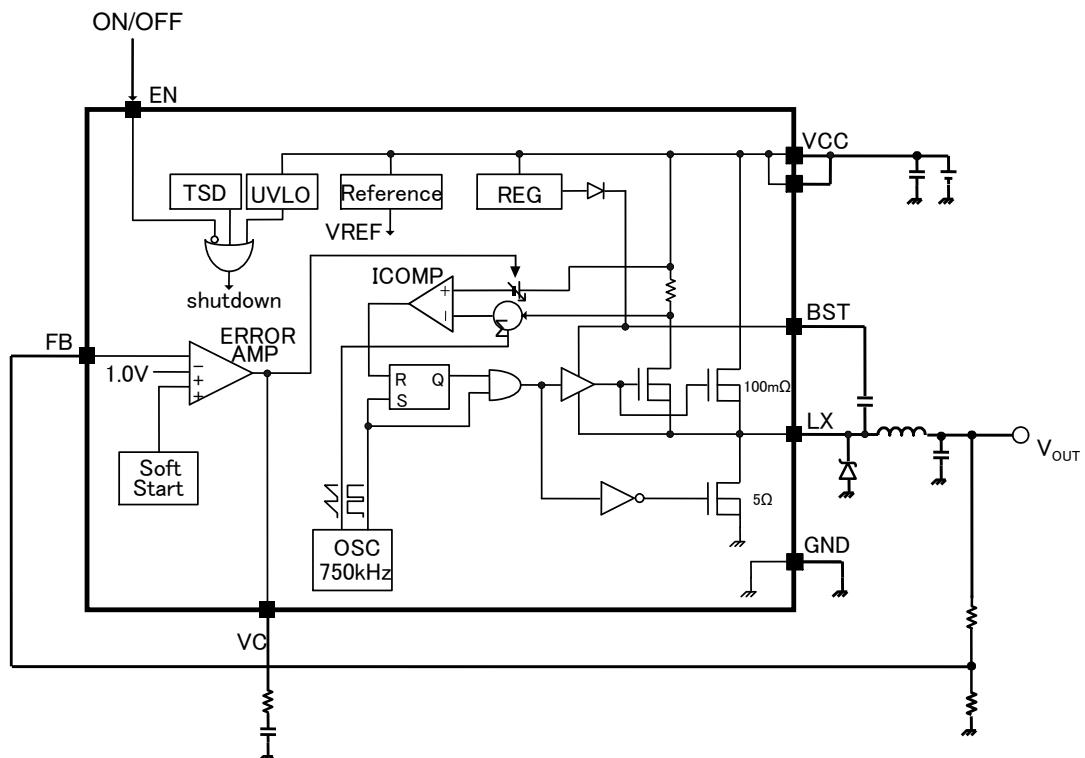 ON/OFF
EN
VCC
TSD
UVLO
Reference
REG
VREF
shutdown
ICOMP
+
−
Σ
BST
FB
ERROR
AMP
1.0V
−
+
+
R Q
S
100mΩ
LX
VOUT
Soft
Start
5Ω
OSC
750kHz
GND
VC